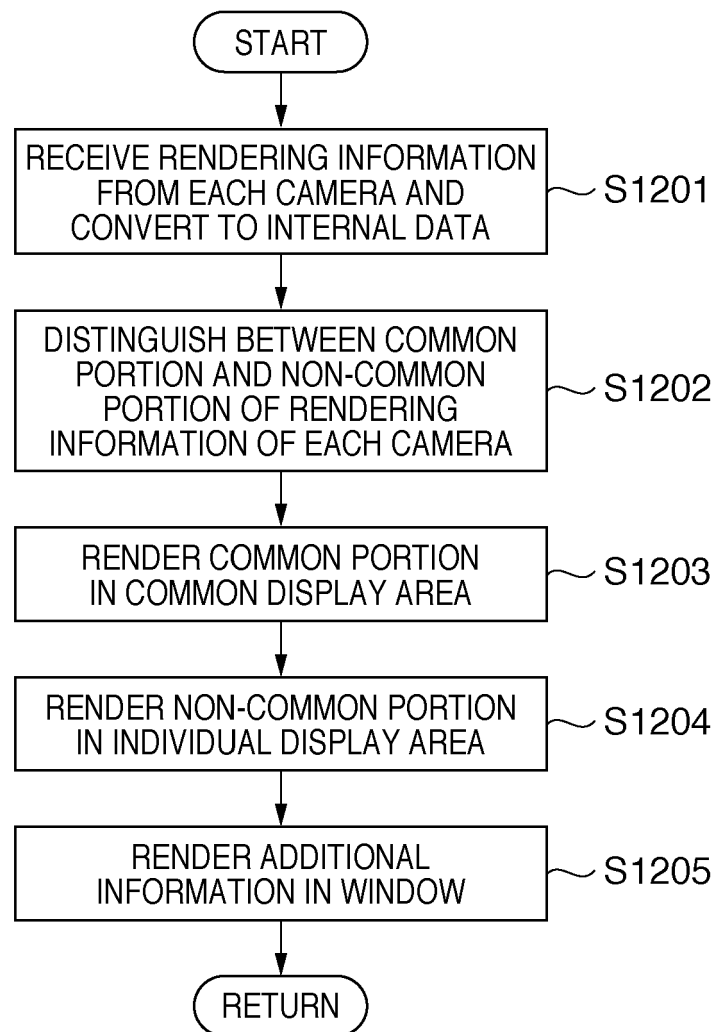 START
RECEIVE RENDERING INFORMATION
FROM EACH CAMERA AND
CONVERT TO INTERNAL DATA
S1201
DISTINGUISH BETWEEN COMMON
PORTION AND NON-COMMON
PORTION OF RENDERING
INFORMATION OF EACH CAMERA
S1202
RENDER COMMON PORTION
IN COMMON DISPLAY AREA
S1203
RENDER NON-COMMON PORTION
IN INDIVIDUAL DISPLAY AREA
S1204
RENDER ADDITIONAL
INFORMATION IN WINDOW
S1205
RETURN